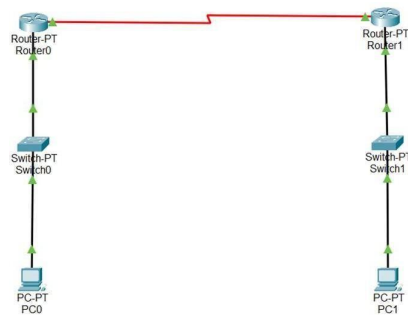 Router-PT
Router0
Router-PT
Router1
Switch-PT
Switch0
Switch-PT
Switch1
PC-PT
PC0
PC-PT
PC1